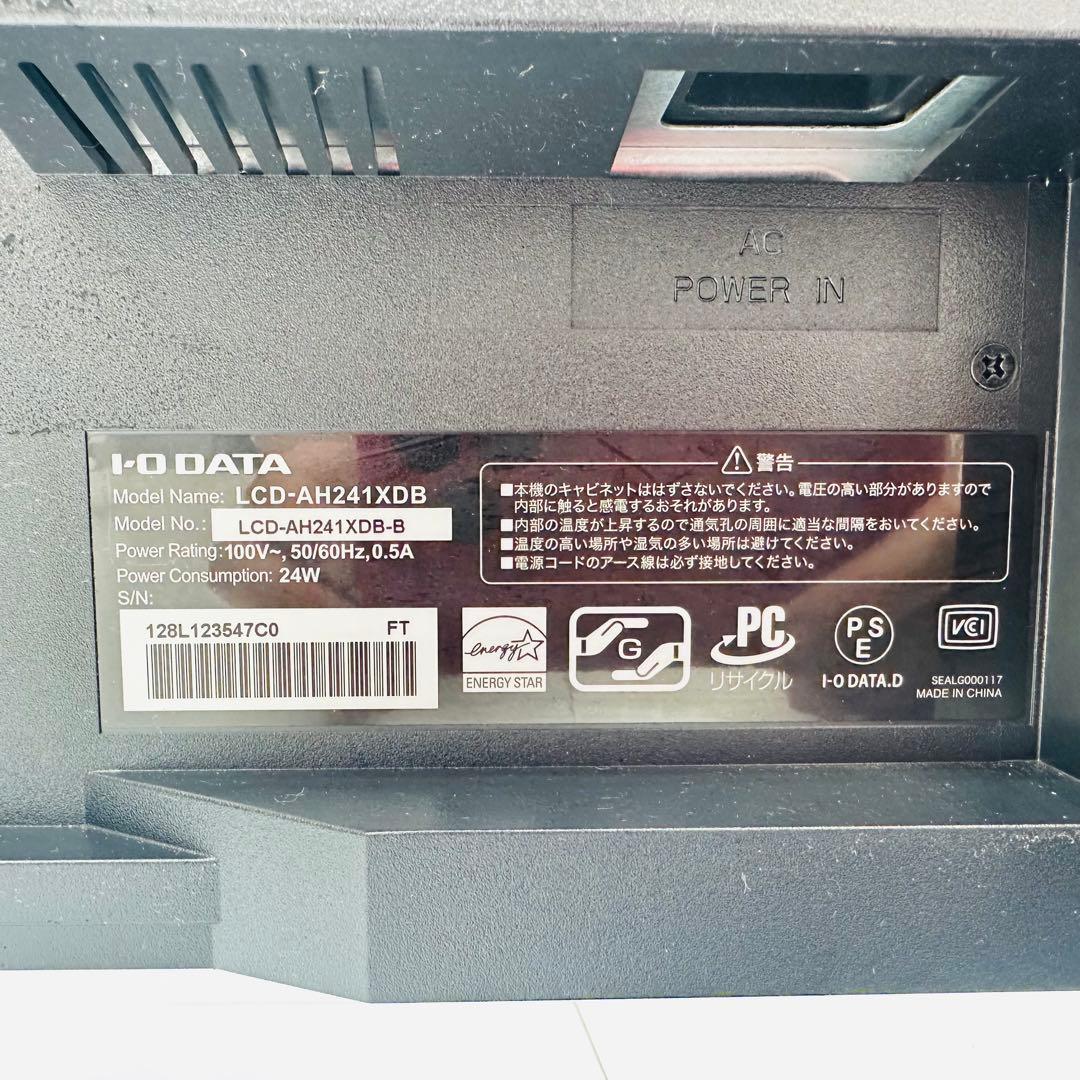 AC
POWER IN
I-O DATA
Model Name: LCD-AH241XDB
Model No.: LCD-AH241XDB-B
Power Rating:100V~, 50/60Hz, 0.5A
Power Consumption: 24W
S/N:
128L123547C0 FT
警告
■本機のキャビネットははずさないでください。電圧の高い部分がありますので
内部に触ると感電するおそれがあります。
■内部の温度が上昇するので通気孔の周囲に適当な間隔をおいてください。
■温度の高い場所や湿気の多い場所は避けてください。
■電源コードのアース線は必ず接地してください。
energy
ENERGY STAR
G
PC
リサイクル
PSE
I-O DATA.D
VCCI
SEALG000117
MADE IN CHINA